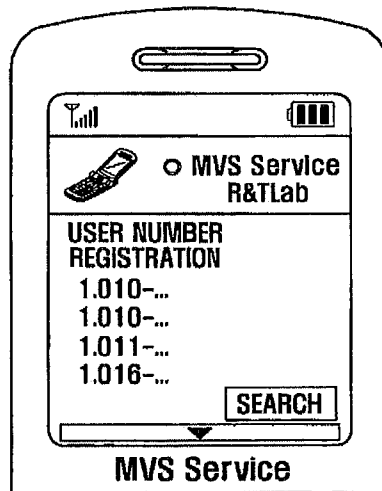 MVS Service
R&TLab
USER NUMBER
REGISTRATION
1.010-...
1.010-...
1.011-...
1.016-...
SEARCH
MVS Service